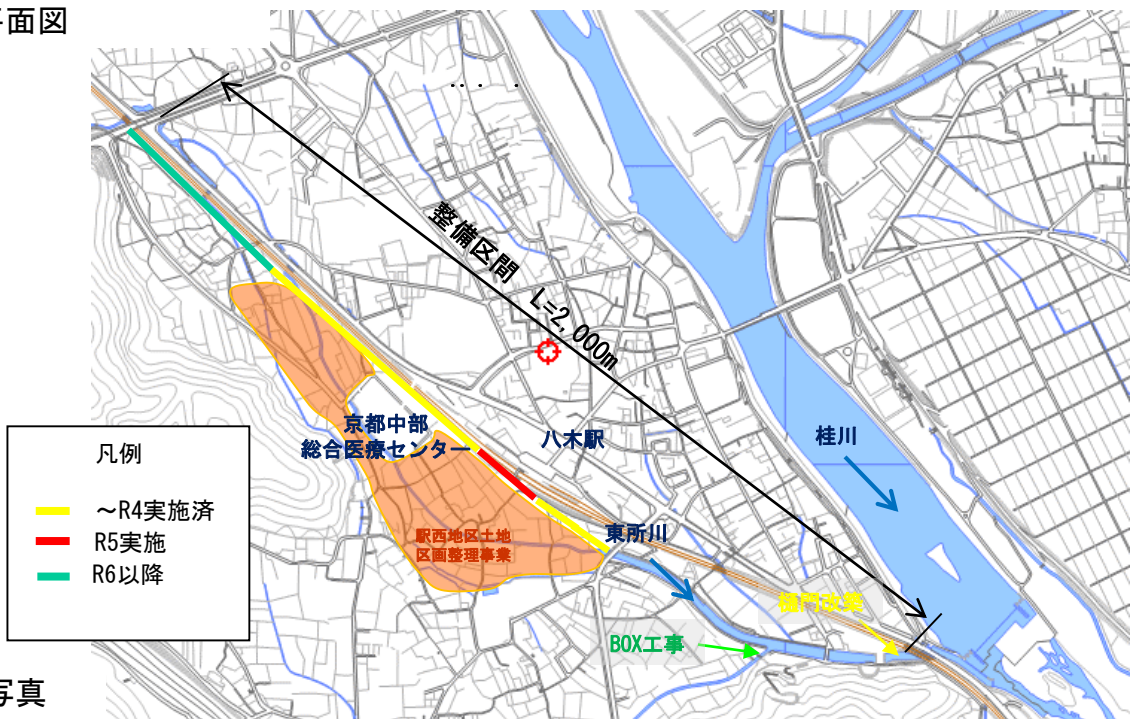 平面図
整備区間 L=2,000m
京都中部
総合医療センター
八木駅
桂川
凡例
～R4実施済
R5実施
R6以降
駅西地区土地
区画整理事業
東所川
樋門改築
BOX工事
写真